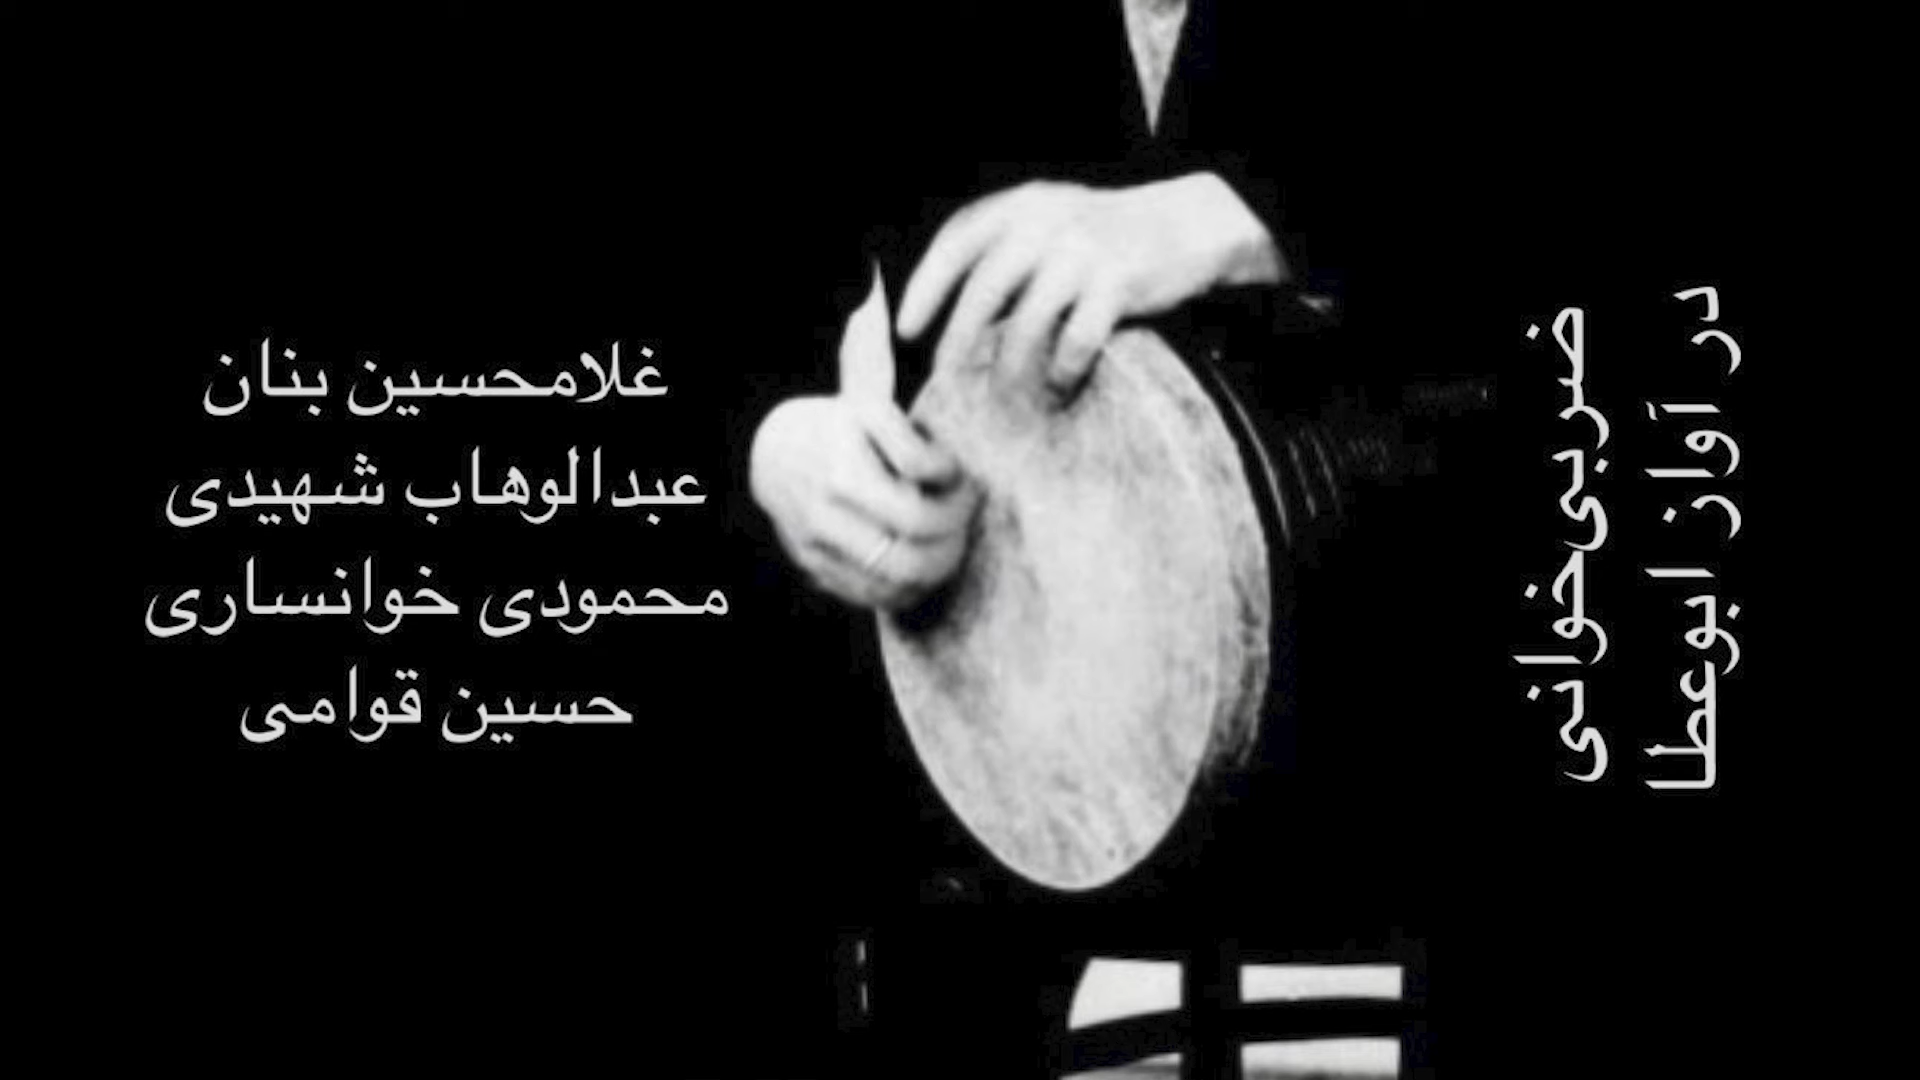 ضربی‌خوانی
در آواز ابوعطا
غلامحسین بنان
عبدالوهاب شهیدی
محمودی خوانساری
حسین قوامی